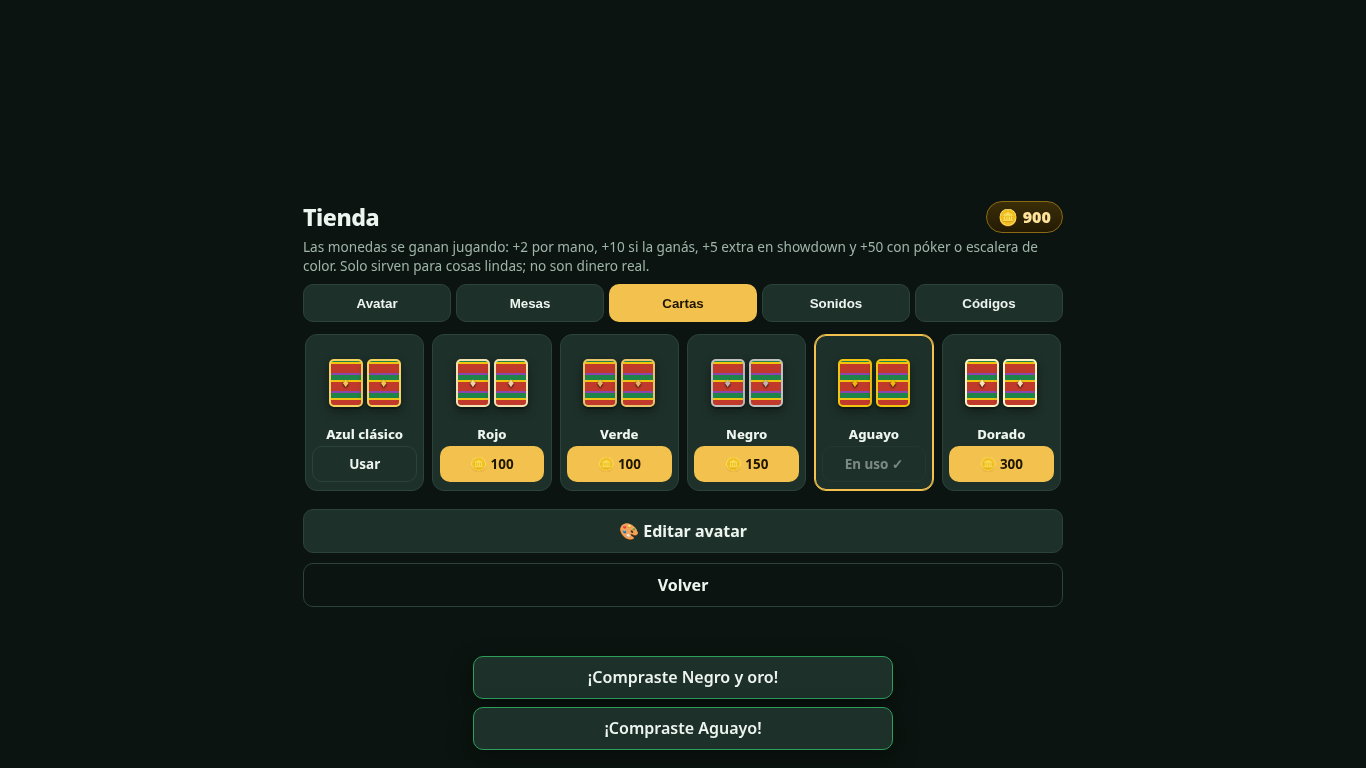 Tienda
🪙 900
Las monedas se ganan jugando: +2 por mano, +10 si la ganás, +5 extra en showdown y +50 con póker o escalera de
color. Solo sirven para cosas lindas; no son dinero real.
Avatar
Mesas
Cartas
Sonidos
Códigos
Azul clásico
Usar
Rojo
🪙 100
Verde
🪙 100
Negro
🪙 150
Aguayo
En uso ✓
Dorado
🪙 300
🎨 Editar avatar
Volver
¡Compraste Negro y oro!
¡Compraste Aguayo!